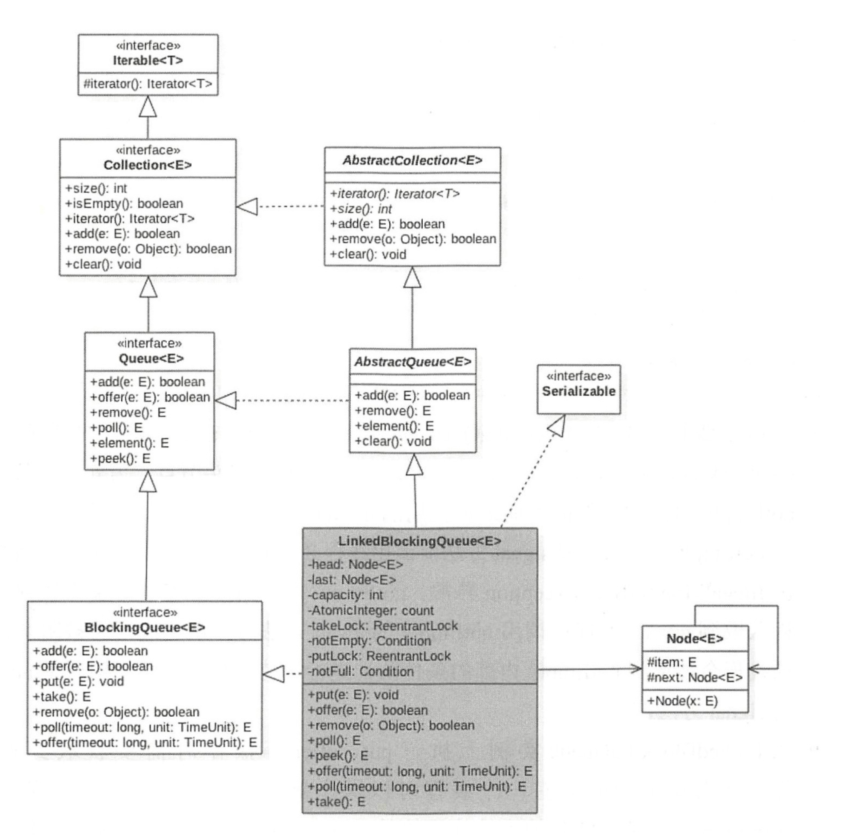 «interface»
Iterable<T>
#iterator(): Iterator<T>
«interface»
Collection<E>
+size(): int
+isEmpty(): boolean
+iterator(): Iterator<T>
+add(e: E): boolean
+remove(o: Object): boolean
+clear(): void
AbstractCollection<E>
+iterator(): Iterator<T>
+size(): int
+add(e: E): boolean
+remove(o: Object): boolean
+clear(): void
«interface»
Queue<E>
+add(e: E): boolean
+offer(e: E): boolean
+remove(): E
+poll(): E
+element(): E
+peek(): E
AbstractQueue<E>
+add(e: E): boolean
+remove(): E
+element(): E
+clear(): void
«interface»
Serializable
LinkedBlockingQueue<E>
-head: Node<E>
-last: Node<E>
-capacity: int
-AtomicInteger: count
-takeLock: ReentrantLock
-notEmpty: Condition
-putLock: ReentrantLock
-notFull: Condition
+put(e: E): void
+offer(e: E): boolean
+remove(o: Object): boolean
+poll(): E
+peek(): E
+offer(timeout: long, unit: TimeUnit): E
+poll(timeout: long, unit: TimeUnit): E
+take(): E
«interface»
BlockingQueue<E>
+add(e: E): boolean
+offer(e: E): boolean
+put(e: E): void
+take(): E
+remove(o: Object): boolean
+poll(timeout: long, unit: TimeUnit): E
+offer(timeout: long, unit: TimeUnit): E
Node<E>
#item: E
#next: Node<E>
+Node(x: E)